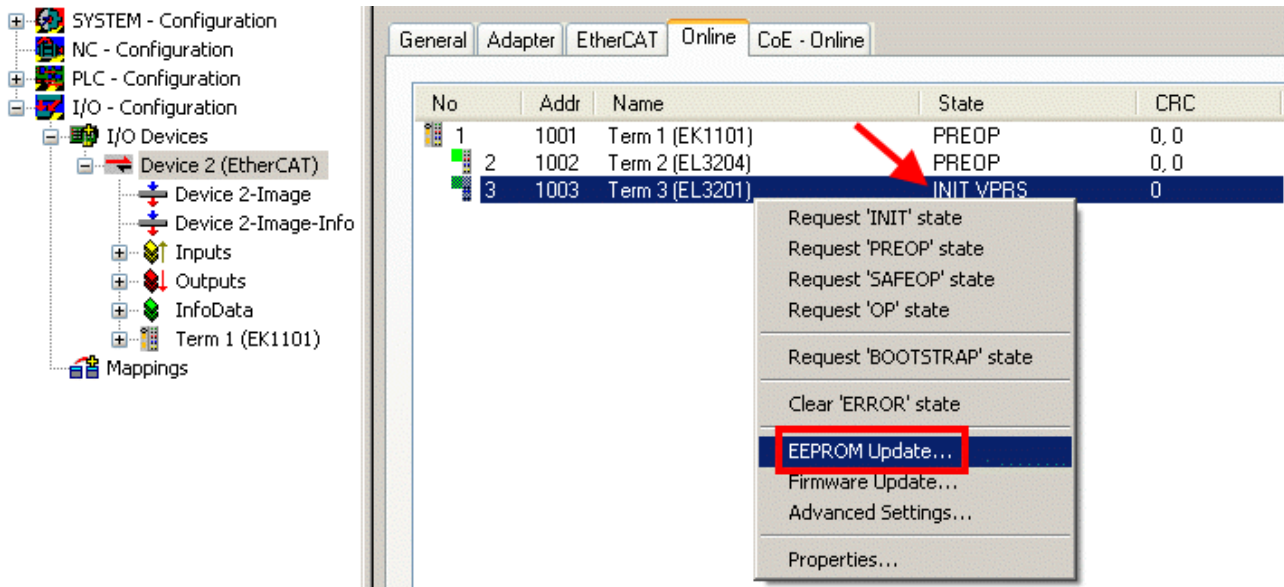 SYSTEM - Configuration
NC - Configuration
PLC - Configuration
I/O - Configuration
I/O Devices
Device 2 (EtherCAT)
Device 2-Image
Device 2-Image-Info
Inputs
Outputs
InfoData
Term 1 (EK1101)
Mappings
General Adapter EtherCAT Online CoE - Online
No Addr Name State CRC
1 1001 Term 1 (EK1101) PREOP 0, 0
2 1002 Term 2 (EL3204) PREOP 0, 0
3 1003 Term 3 (EL3201) INIT VPRS 0
Request 'INIT' state
Request 'PREOP' state
Request 'SAFEOP' state
Request 'OP' state
Request 'BOOTSTRAP' state
Clear 'ERROR' state
EEPROM Update...
Firmware Update...
Advanced Settings...
Properties...